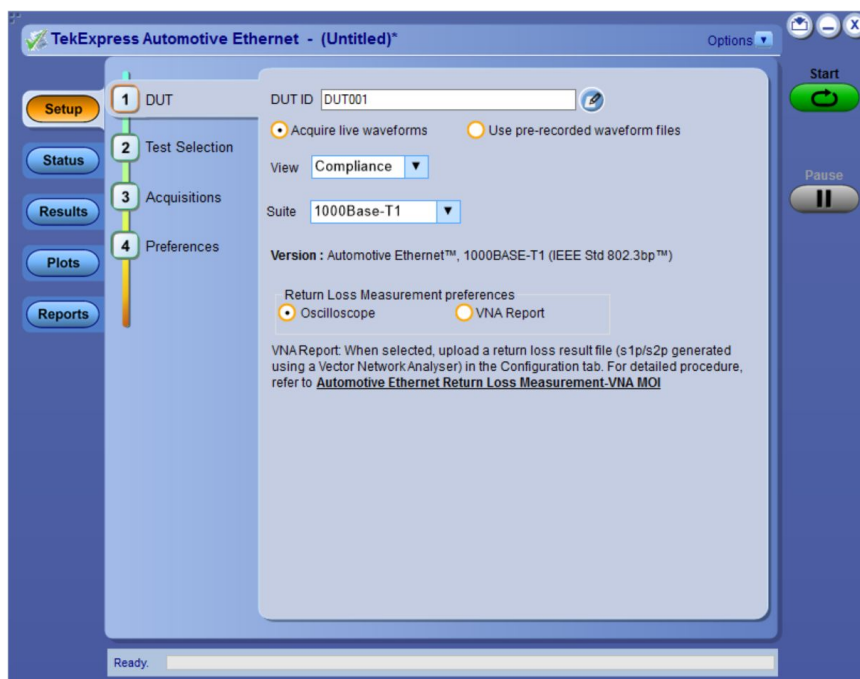 TekExpress Automotive Ethernet - (Untitled)*
Options
X
Start
Pause
Setup
Status
Results
Plots
Reports
1 DUT
2 Test Selection
3 Acquisitions
4 Preferences
DUT ID DUT001
Acquire live waveforms Use pre-recorded waveform files
View Compliance
Suite 1000Base-T1
Version : Automotive Ethernet™, 1000BASE-T1 (IEEE Std 802.3bp™)
Return Loss Measurement preferences
Oscilloscope VNA Report
VNA Report: When selected, upload a return loss result file (s1p/s2p generated
using a Vector Network Analyser) in the Configuration tab. For detailed procedure,
refer to Automotive Ethernet Return Loss Measurement-VNA MOI
Ready.